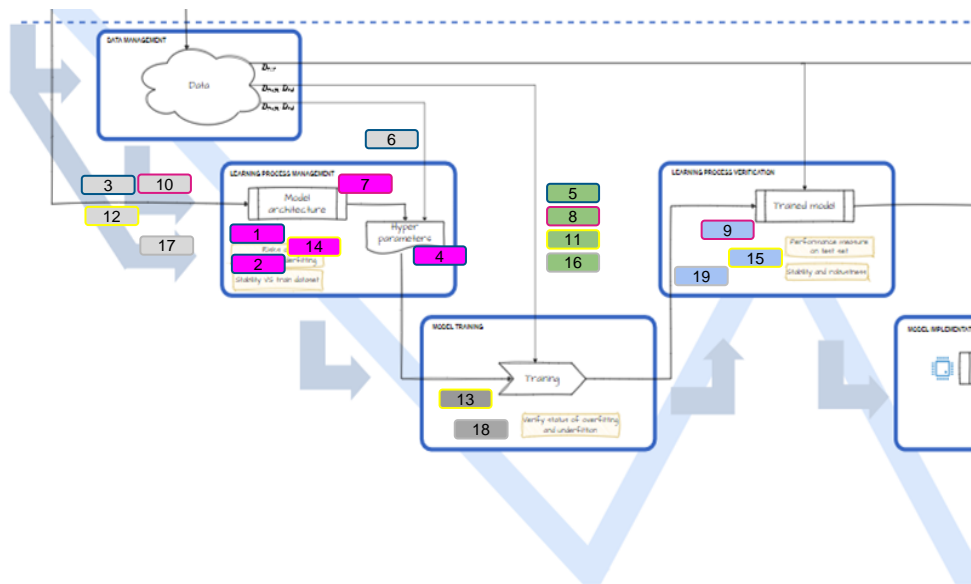 DATA MANAGEMENT
Data
6
LEARNING PROCESS MANAGEMENT
3
10
12
17
Model
architecture
7
Hyper
parameters
1
14
2
4
Stability VS train dataset
5
8
11
16
LEARNING PROCESS VERIFICATION
Trained model
9
15
19
Performance measure
on test set
Stability and robustness
MODEL TRAINING
Training
13
18
Verify status of overfitting
and underfitting
MODEL IMPLEMENTAT